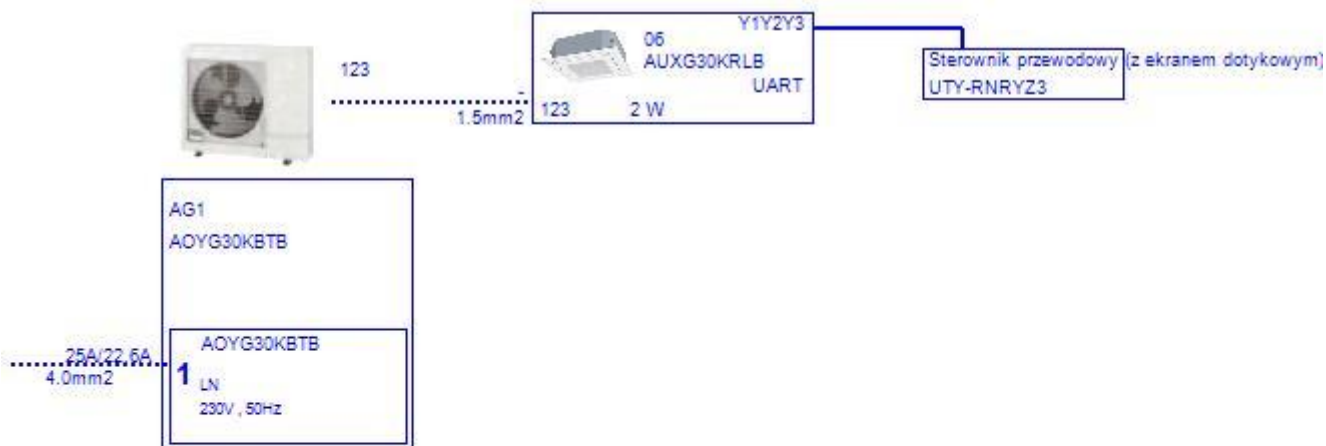 Y1Y2Y3
06
AUXG30KRLB
UART
123
2 W
123
-
1.5mm2
Sterownik przewodowy (z ekranem dotykowym)
UTY-RNRYZ3
AG1
AOYG30KBTB
25A/22.6A
4.0mm2
AOYG30KBTB
1
LN
230V , 50Hz